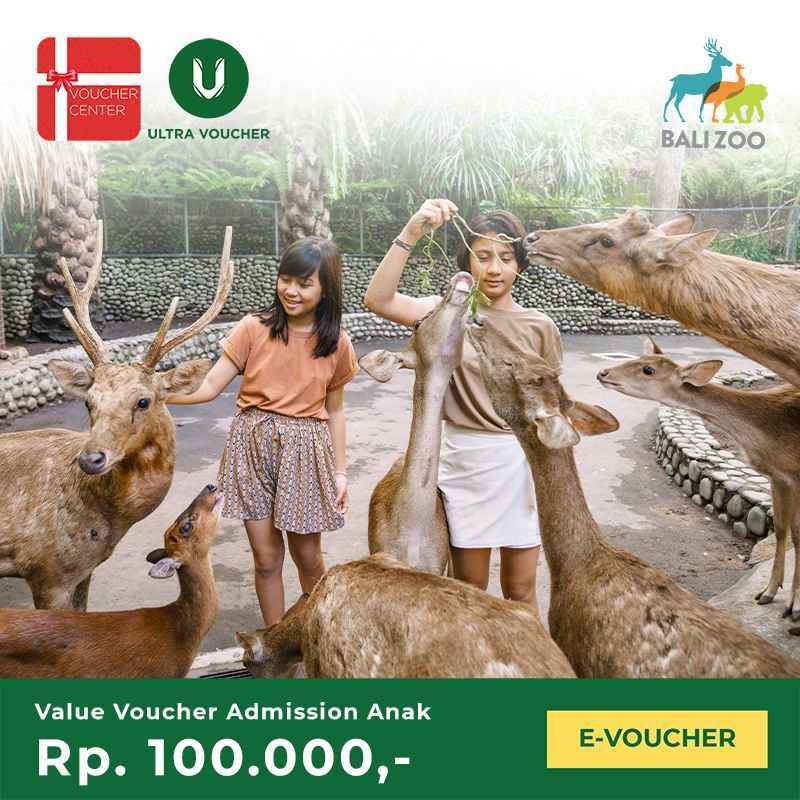 VOUCHER
CENTER
ULTRA VOUCHER
BALI ZOO
Value Voucher Admission Anak
Rp. 100.000,-
E-VOUCHER